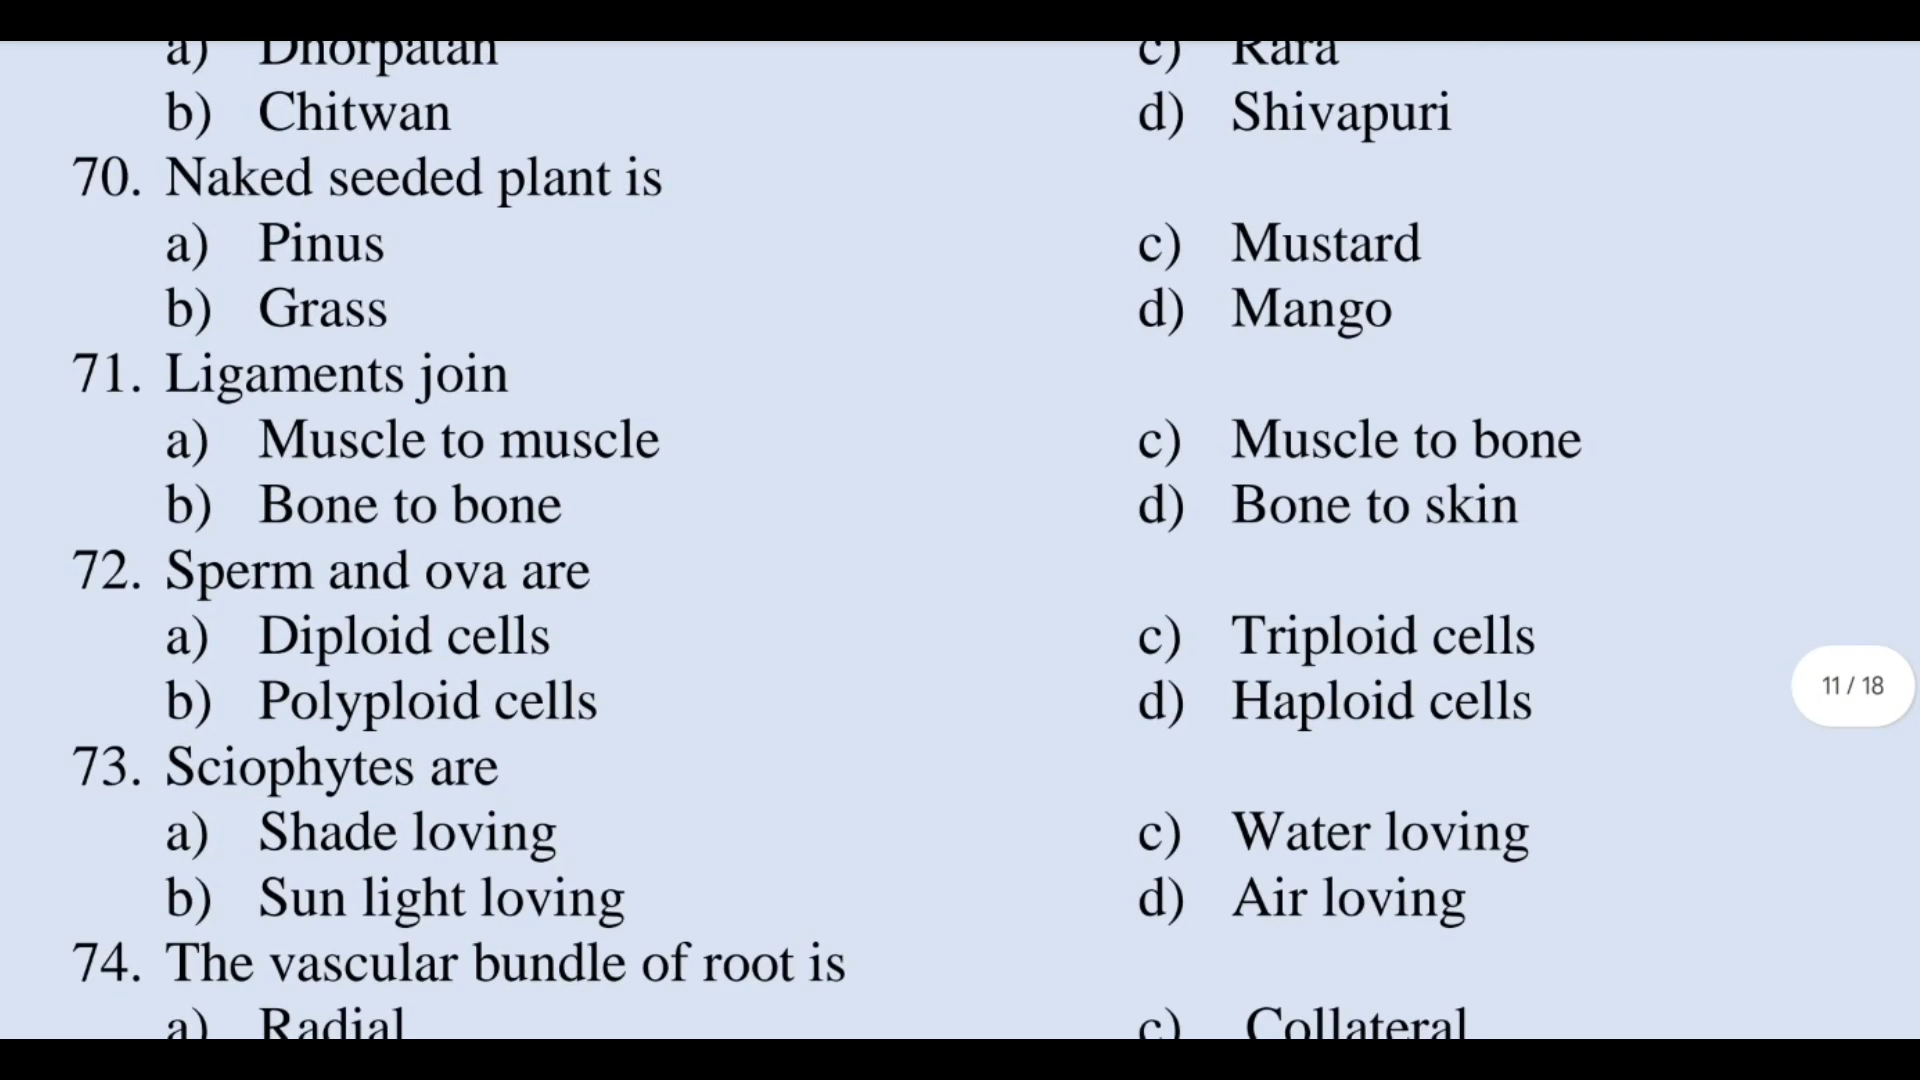 a) Dhorpatan c) Rara
b) Chitwan d) Shivapuri
70. Naked seeded plant is
a) Pinus c) Mustard
b) Grass d) Mango
71. Ligaments join
a) Muscle to muscle c) Muscle to bone
b) Bone to bone d) Bone to skin
72. Sperm and ova are
a) Diploid cells c) Triploid cells
b) Polyploid cells d) Haploid cells
11 / 18
73. Sciophytes are
a) Shade loving c) Water loving
b) Sun light loving d) Air loving
74. The vascular bundle of root is
a) Radial c) Collateral